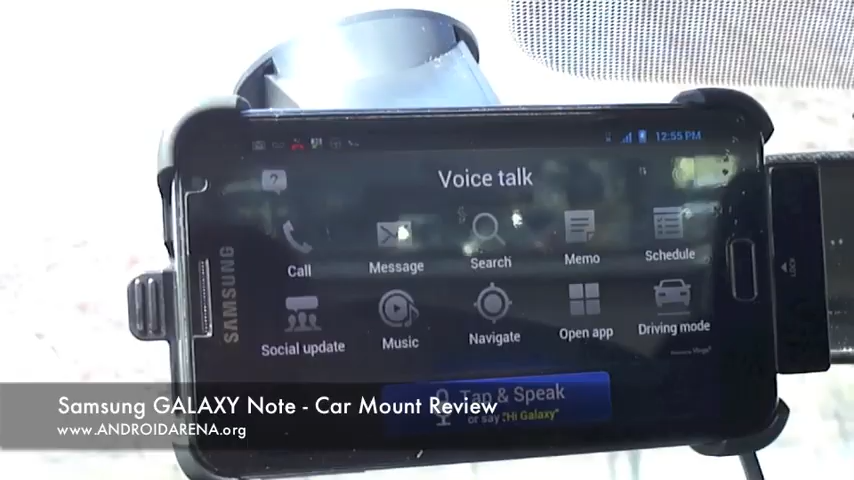 12:55 PM
?
Voice talk
Call
Message
Search
Memo
Schedule
Social update
Music
Navigate
Open app
Driving mode
SAMSUNG
LOCK
Tap & Speak
or say "Hi Galaxy"
Samsung GALAXY Note - Car Mount Review
www.ANDROIDARENA.org